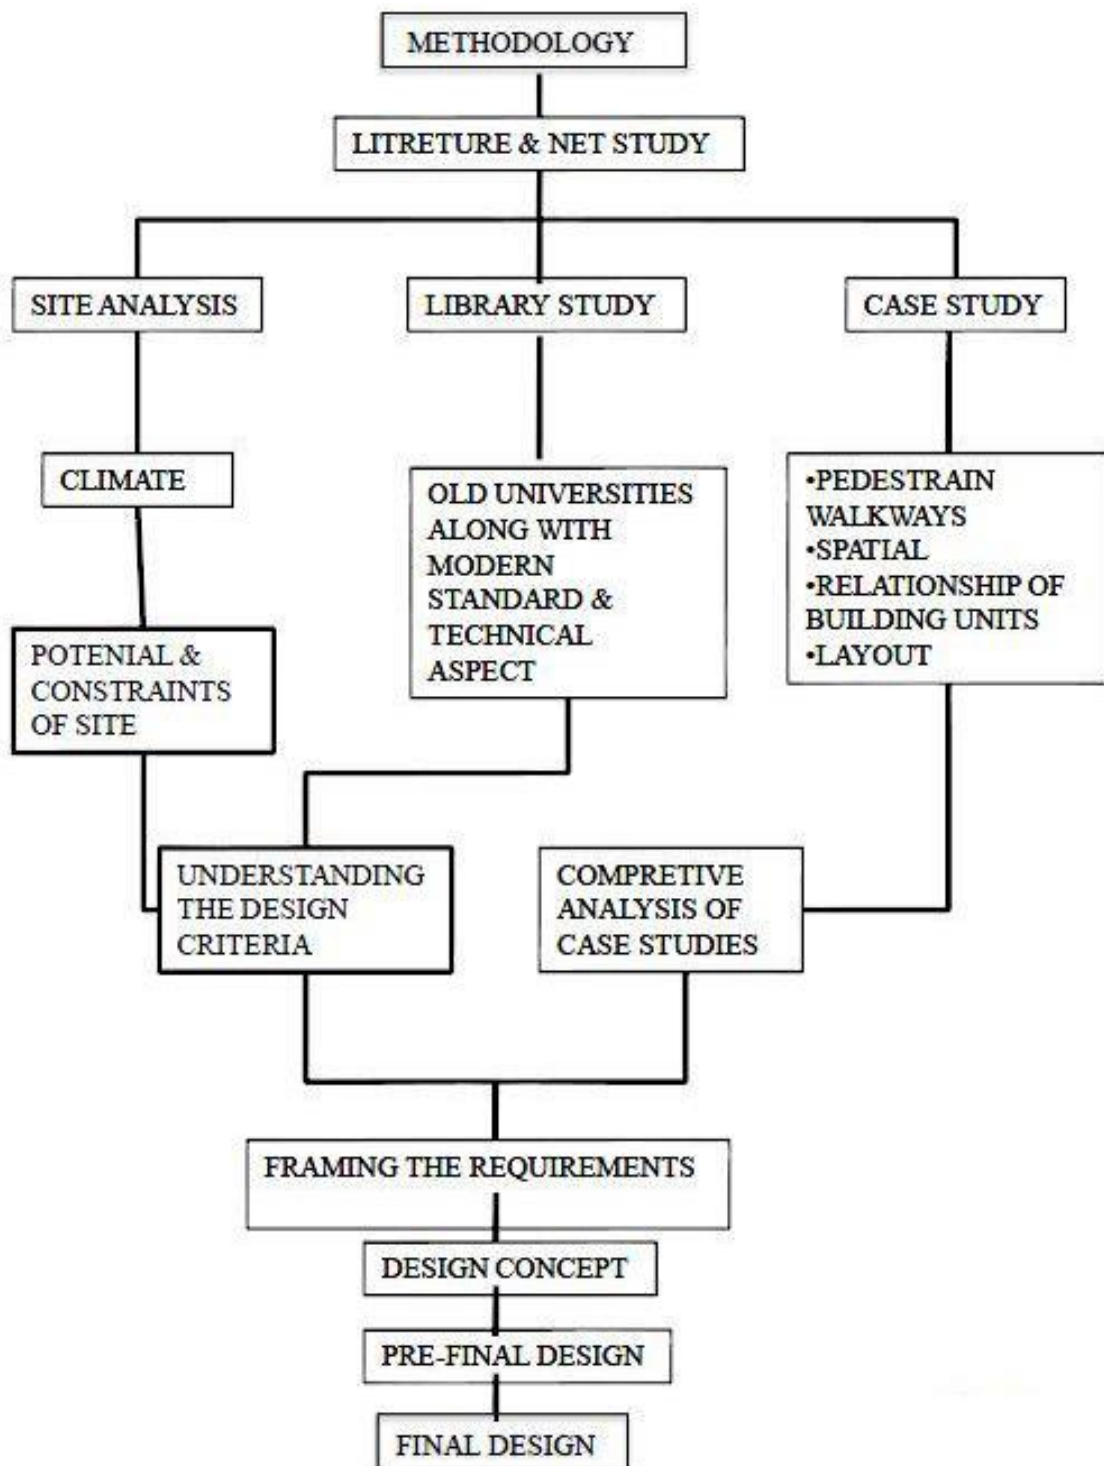 METHODOLOGY
LITRETURE & NET STUDY
SITE ANALYSIS
LIBRARY STUDY
CASE STUDY
CLIMATE
OLD UNIVERSITIES
ALONG WITH
MODERN
STANDARD &
TECHNICAL
ASPECT
•PEDESTRAIN
WALKWAYS
•SPATIAL
•RELATIONSHIP OF
BUILDING UNITS
•LAYOUT
POTENIAL &
CONSTRAINTS
OF SITE
UNDERSTANDING
THE DESIGN
CRITERIA
COMPRETIVE
ANALYSIS OF
CASE STUDIES
FRAMING THE REQUIREMENTS
DESIGN CONCEPT
PRE-FINAL DESIGN
FINAL DESIGN